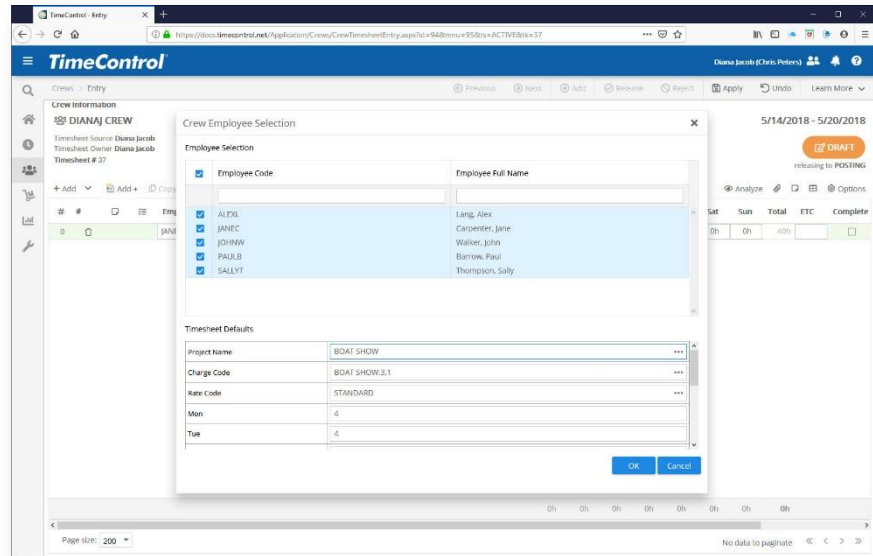 TimeControl - Entry
https://docs.timecontrol.net/Application/Crews/CrewTimesheetEntry.aspx?st=94&mnu=95&ts=ACTIVE&tk=37
TimeControl
Diana Jacob (Chris Peters)
Crews > Entry
Previous Next Add Release Reject Apply Undo Learn More
Crew Information
DIANAJ CREW
5/14/2018 - 5/20/2018
Timesheet Source Diana Jacob
Timesheet Owner Diana Jacob
Timesheet # 37
DRAFT
releasing to POSTING
+ Add Add + Copy
Analyze Options
# # Emp
Sat Sun Total ETC Complete
0 JANE
0h 0h 40h
Crew Employee Selection
Employee Selection
Employee Code Employee Full Name
ALEXL Lang, Alex
JANEC Carpenter, Jane
JOHNW Walker, John
PAULB Barrow, Paul
SALLYT Thompson, Sally
Timesheet Defaults
Project Name BOAT SHOW
Charge Code BOAT SHOW.3.1
Rate Code STANDARD
Mon 4
Tue 4
OK Cancel
0h 0h 0h 0h 0h 0h 0h 0h
Page size: 200
No data to paginate